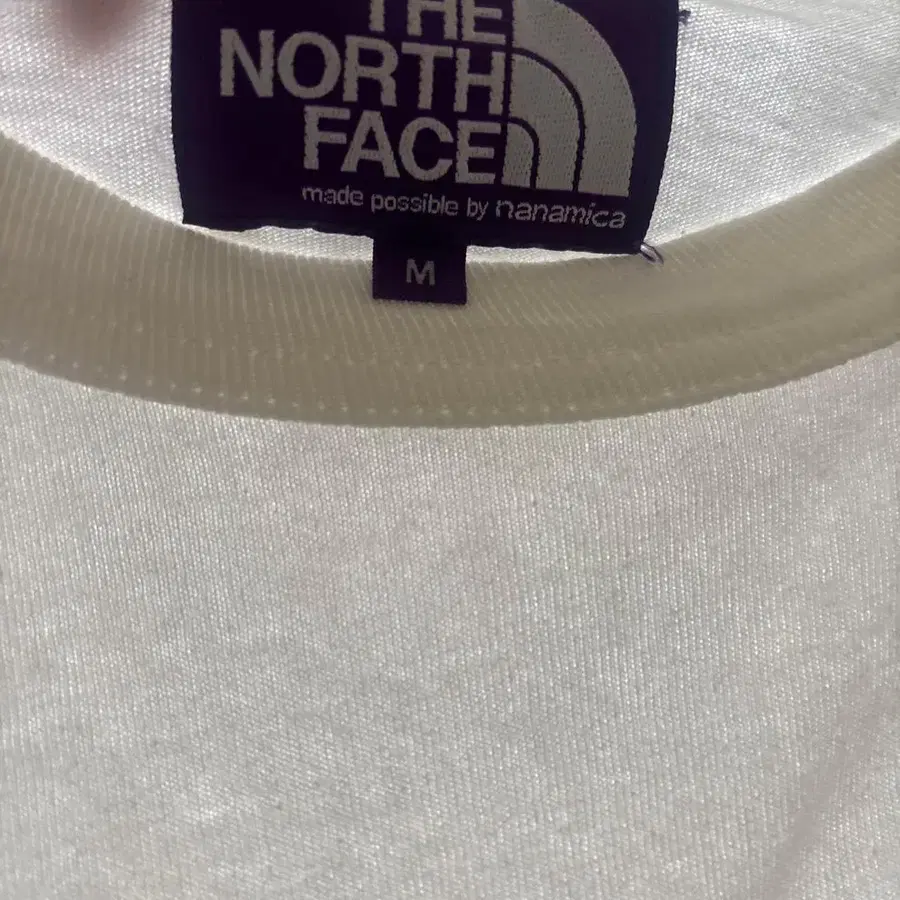 THE
NORTH
FACE
made possible by nanamica
M